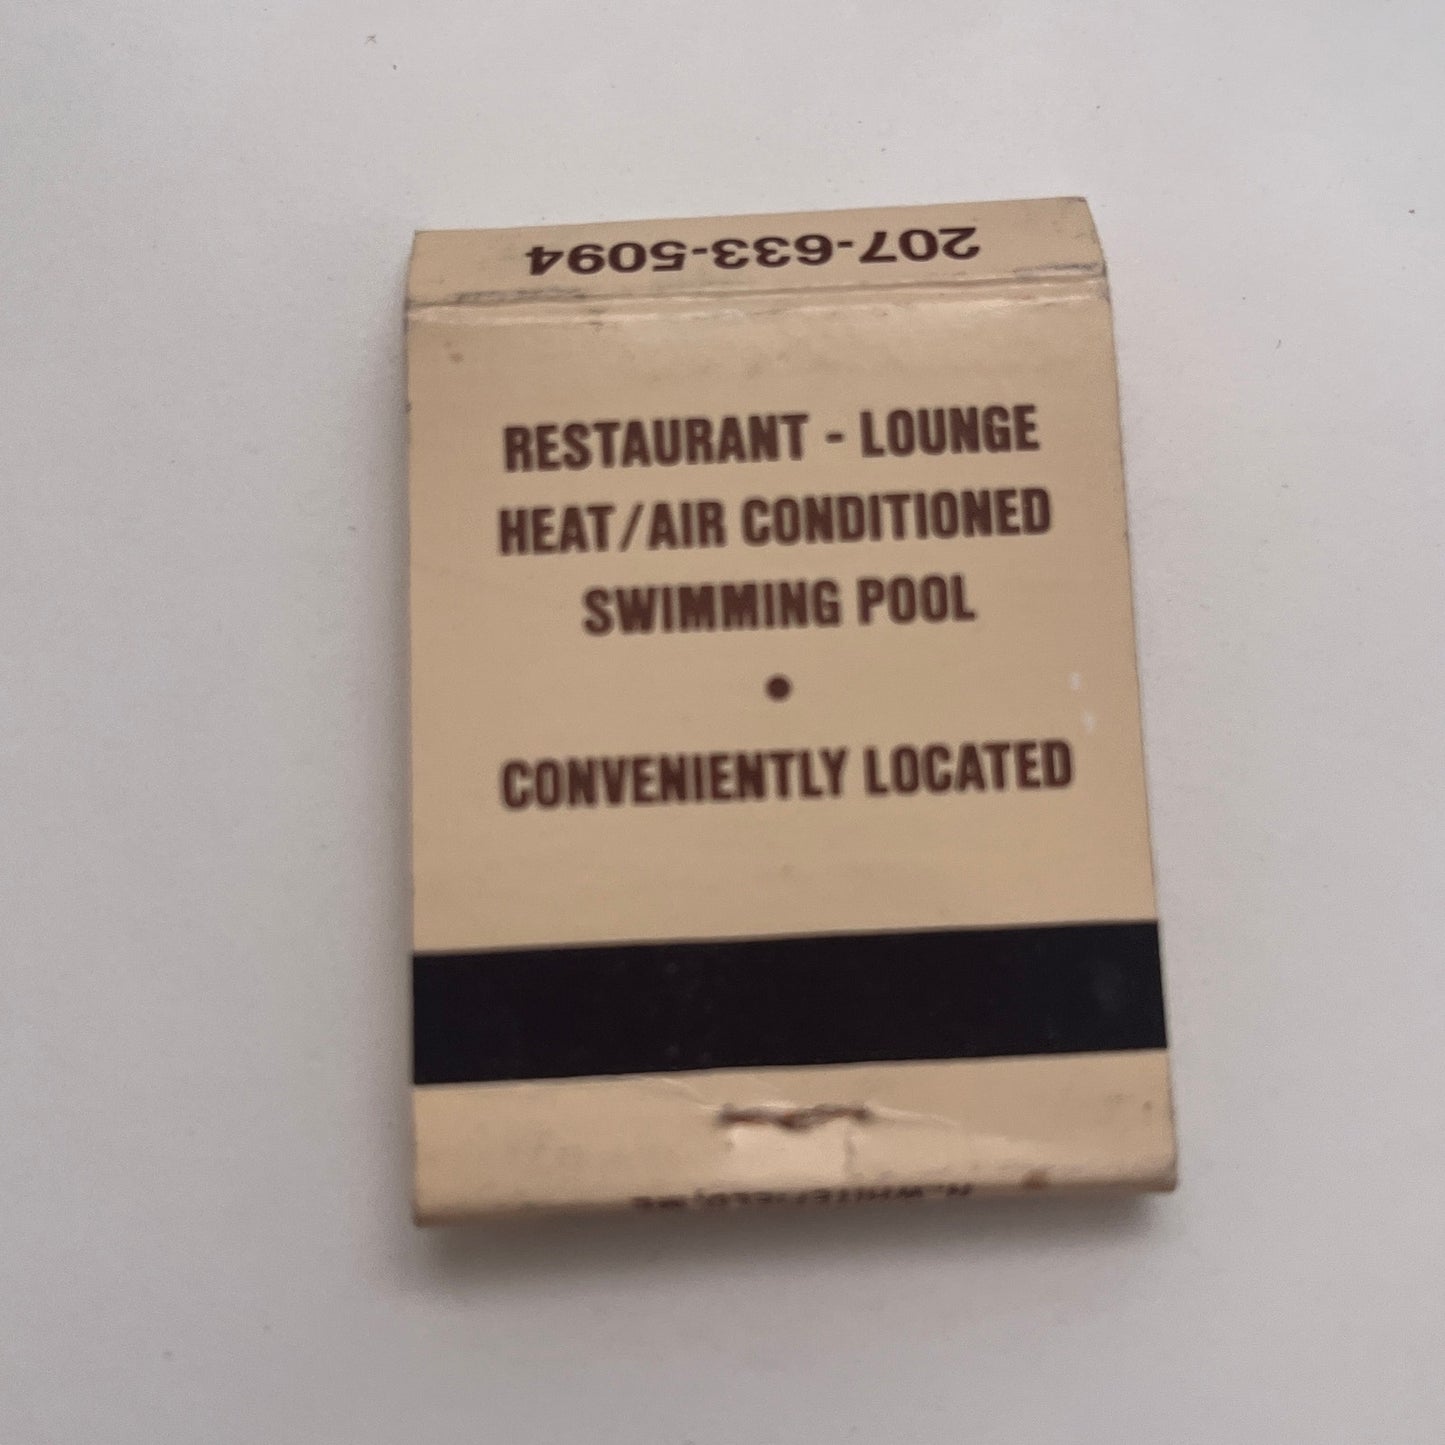 207-633-5094
RESTAURANT - LOUNGE
HEAT/AIR CONDITIONED
SWIMMING POOL
•
CONVENIENTLY LOCATED